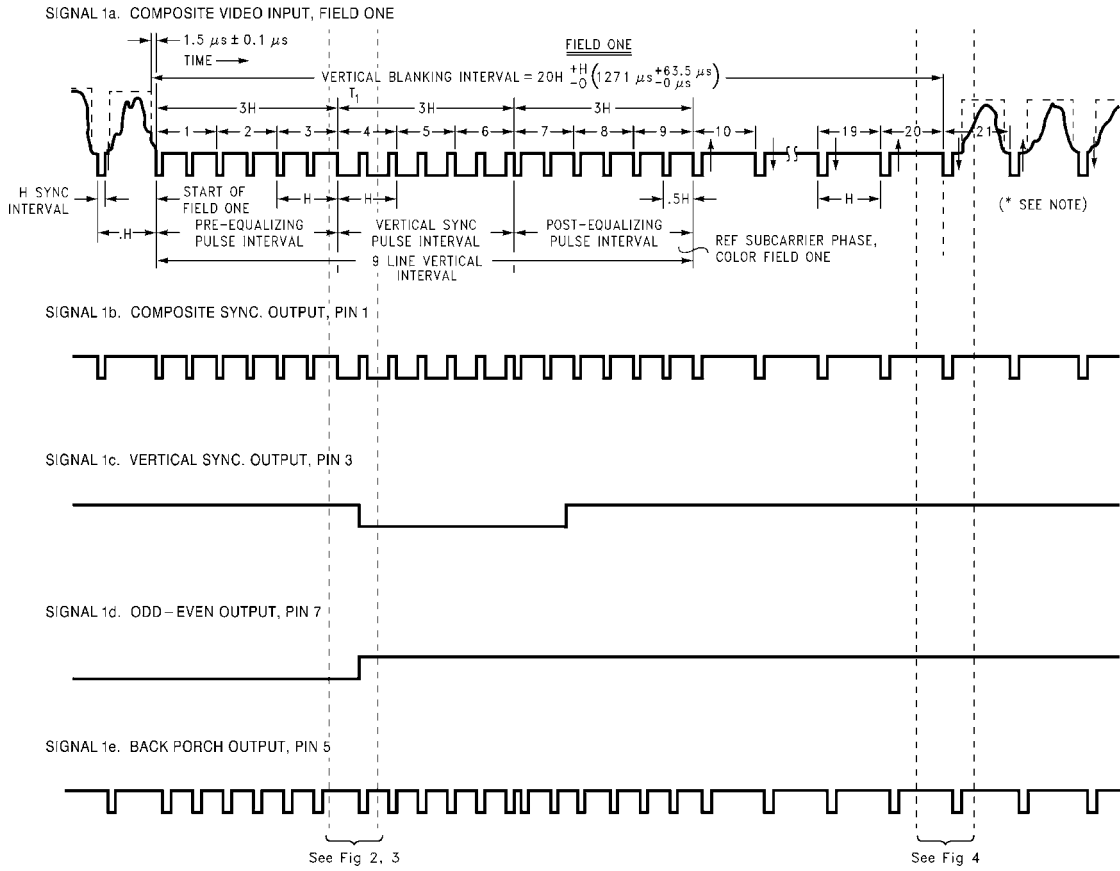 SIGNAL 1a. COMPOSITE VIDEO INPUT, FIELD ONE
1.5 μs ± 0.1 μs
TIME
FIELD ONE
VERTICAL BLANKING INTERVAL = 20H +H -0 (1271 μs +63.5 μs -0 μs)
T1
3H 3H 3H
1 2 3 4 5 6 7 8 9 10 19 20 21
H SYNC INTERVAL
START OF FIELD ONE
H H .5H H
(* SEE NOTE)
.H
PRE-EQUALIZING PULSE INTERVAL
VERTICAL SYNC PULSE INTERVAL
POST-EQUALIZING PULSE INTERVAL
REF SUBCARRIER PHASE, COLOR FIELD ONE
9 LINE VERTICAL INTERVAL
SIGNAL 1b. COMPOSITE SYNC. OUTPUT, PIN 1
SIGNAL 1c. VERTICAL SYNC. OUTPUT, PIN 3
SIGNAL 1d. ODD–EVEN OUTPUT, PIN 7
SIGNAL 1e. BACK PORCH OUTPUT, PIN 5
See Fig 2, 3
See Fig 4